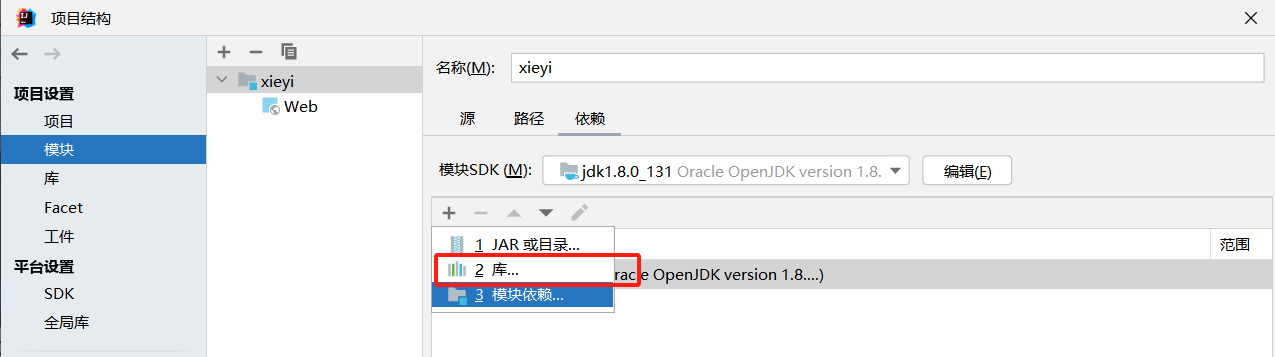 项目结构
项目设置
项目
模块
库
Facet
工件
平台设置
SDK
全局库
xieyi
Web
名称(M):
xieyi
源 路径 依赖
模块SDK (M):
jdk1.8.0_131 Oracle OpenJDK version 1.8.
编辑(E)
范围
1 JAR 或目录...
2 库...
3 模块依赖...
racle OpenJDK version 1.8....)